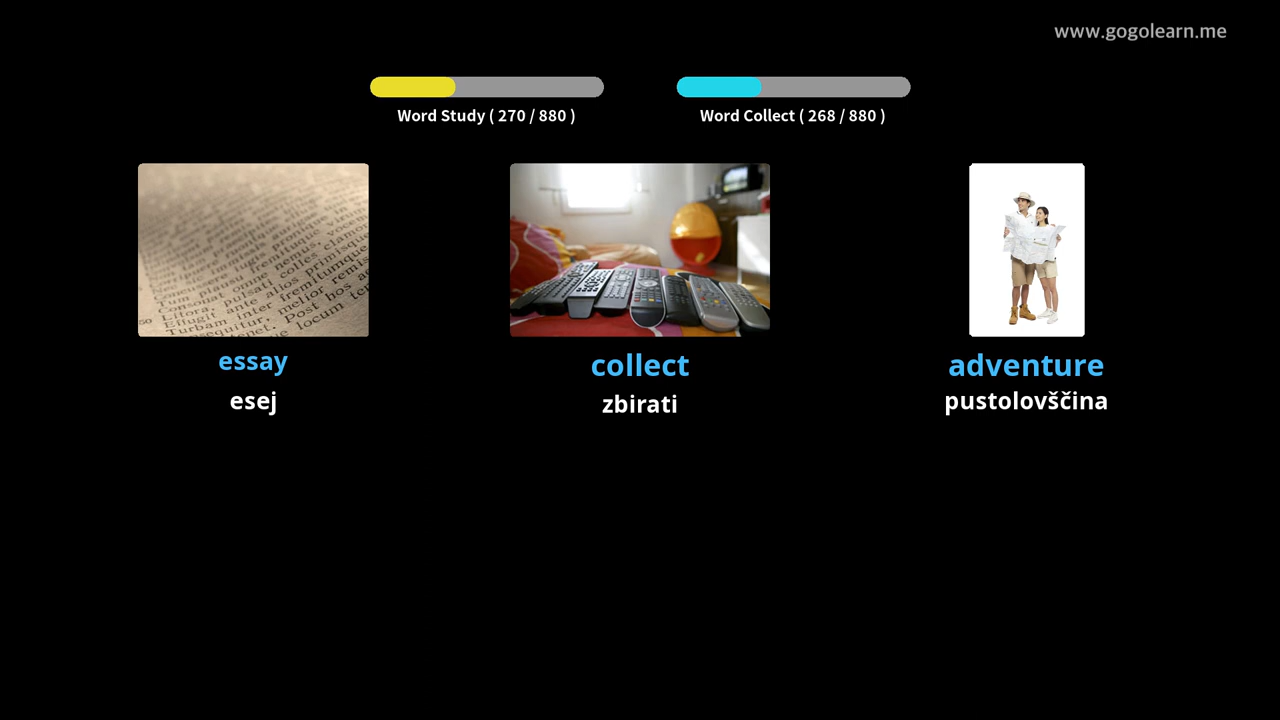 www.gogolearn.me
Word Study ( 270 / 880 )
Word Collect ( 268 / 880 )
essay
collect
adventure
esej
zbirati
pustolovščina